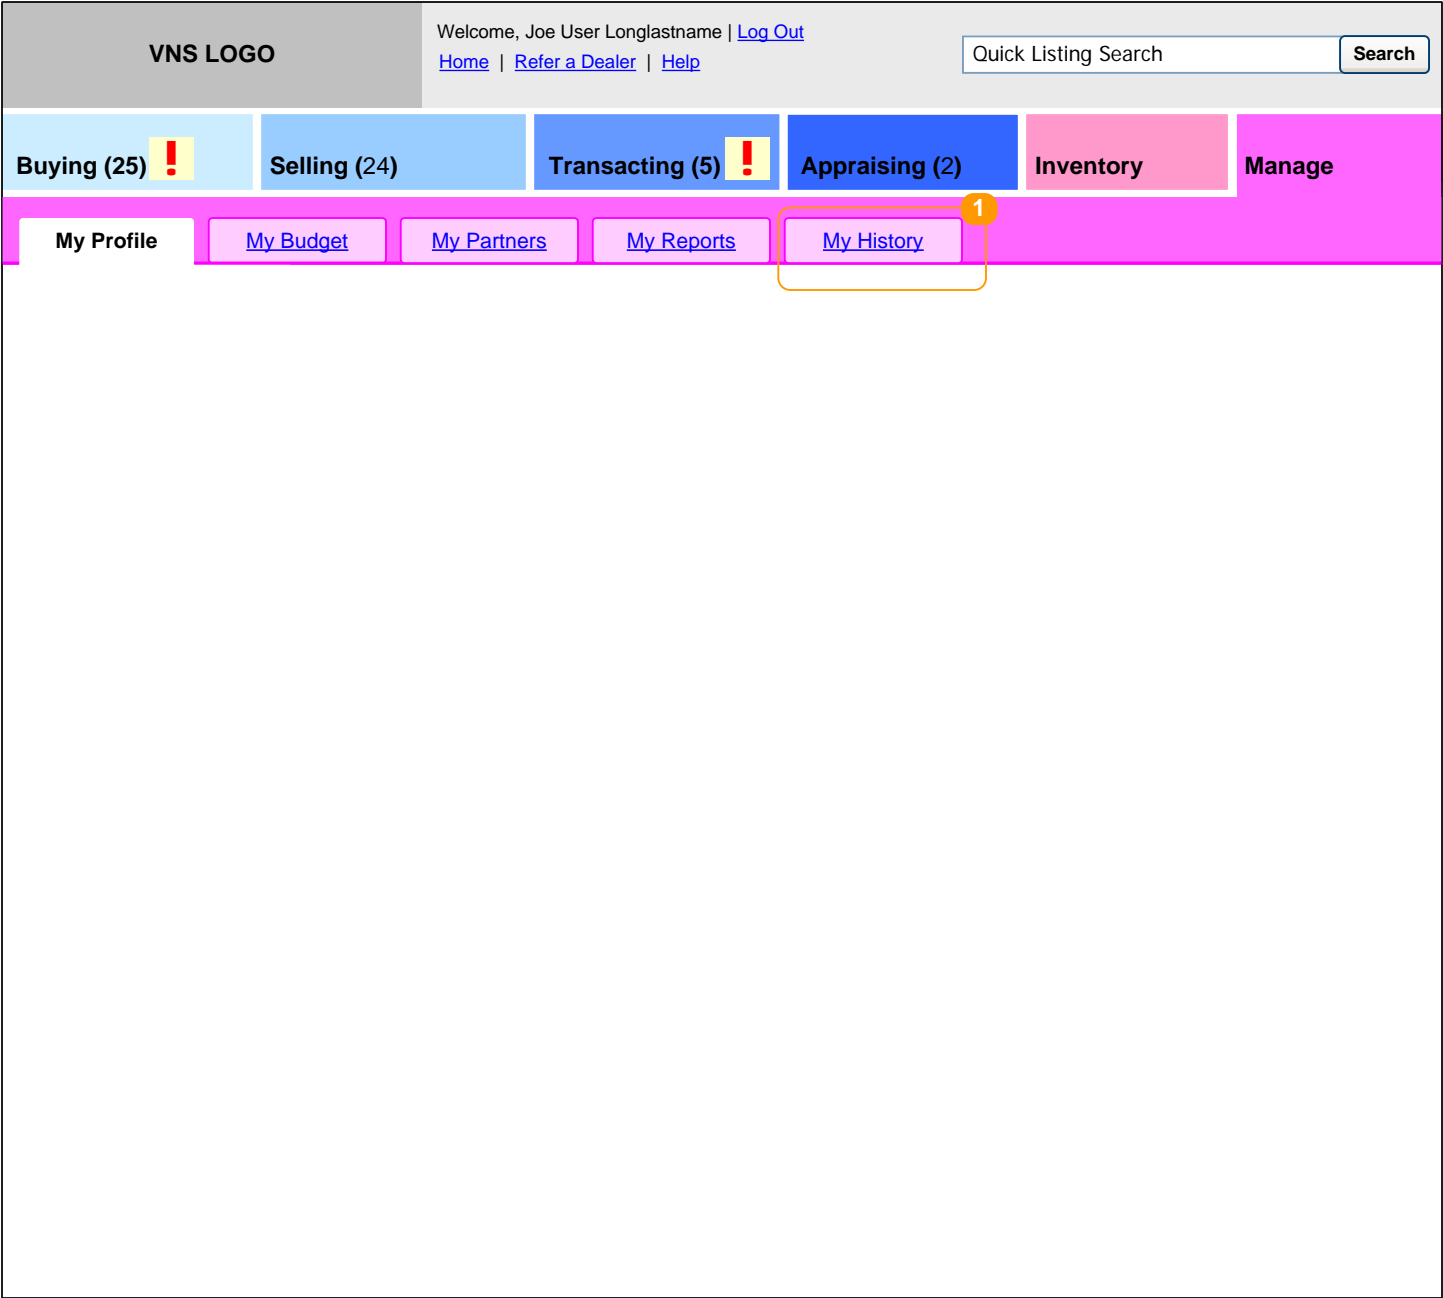 VNS LOGO
Welcome, Joe User Longlastname | Log Out
Home | Refer a Dealer | Help
Quick Listing Search
Search
Buying (25) !
Selling (24)
Transacting (5) !
Appraising (2)
Inventory
Manage
1
My Profile
My Budget
My Partners
My Reports
My History